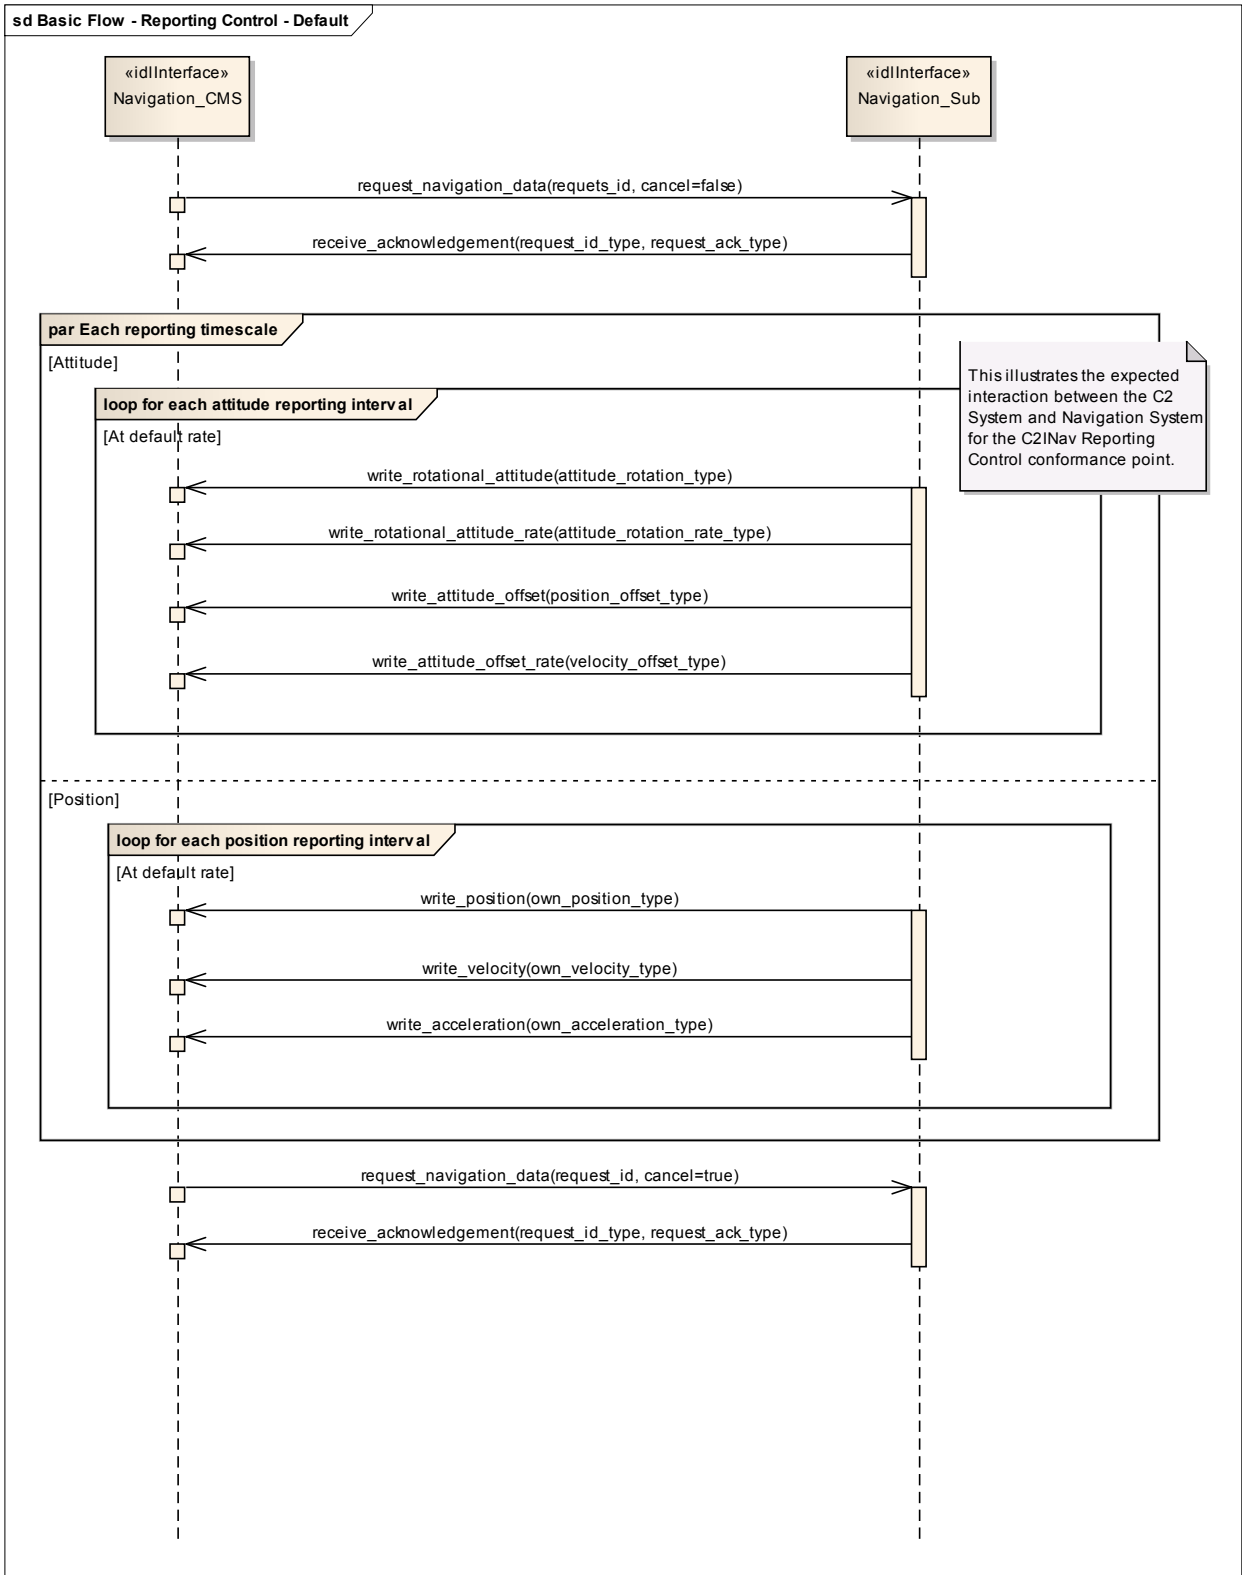 sd Basic Flow - Reporting Control - Default
«idlInterface»
Navigation_CMS
«idlInterface»
Navigation_Sub
request_navigation_data(requets_id, cancel=false)
receive_acknowledgement(request_id_type, request_ack_type)
par Each reporting timescale
[Attitude]
This illustrates the expected
interaction between the C2
System and Navigation System
for the C2INav Reporting
Control conformance point.
loop for each attitude reporting interval
[At default rate]
write_rotational_attitude(attitude_rotation_type)
write_rotational_attitude_rate(attitude_rotation_rate_type)
write_attitude_offset(position_offset_type)
write_attitude_offset_rate(velocity_offset_type)
[Position]
loop for each position reporting interval
[At default rate]
write_position(own_position_type)
write_velocity(own_velocity_type)
write_acceleration(own_acceleration_type)
request_navigation_data(request_id, cancel=true)
receive_acknowledgement(request_id_type, request_ack_type)